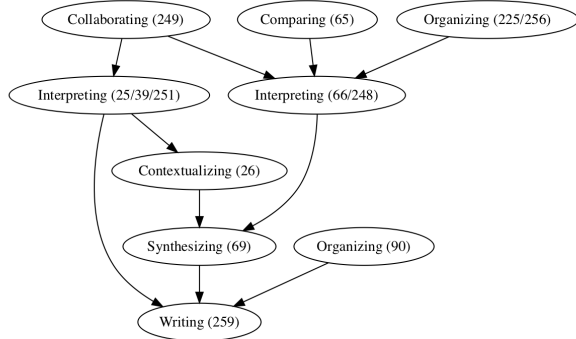 Collaborating (249)
Comparing (65)
Organizing (225/256)
Interpreting (25/39/251)
Interpreting (66/248)
Contextualizing (26)
Synthesizing (69)
Organizing (90)
Writing (259)